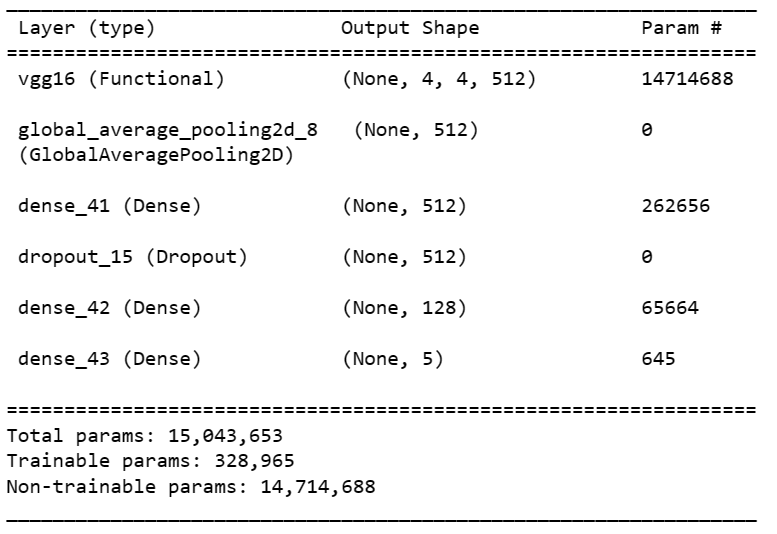 Layer (type) Output Shape Param #
vgg16 (Functional) (None, 4, 4, 512) 14714688
global_average_pooling2d_8 (None, 512) 0
(GlobalAveragePooling2D)
dense_41 (Dense) (None, 512) 262656
dropout_15 (Dropout) (None, 512) 0
dense_42 (Dense) (None, 128) 65664
dense_43 (Dense) (None, 5) 645
Total params: 15,043,653
Trainable params: 328,965
Non-trainable params: 14,714,688